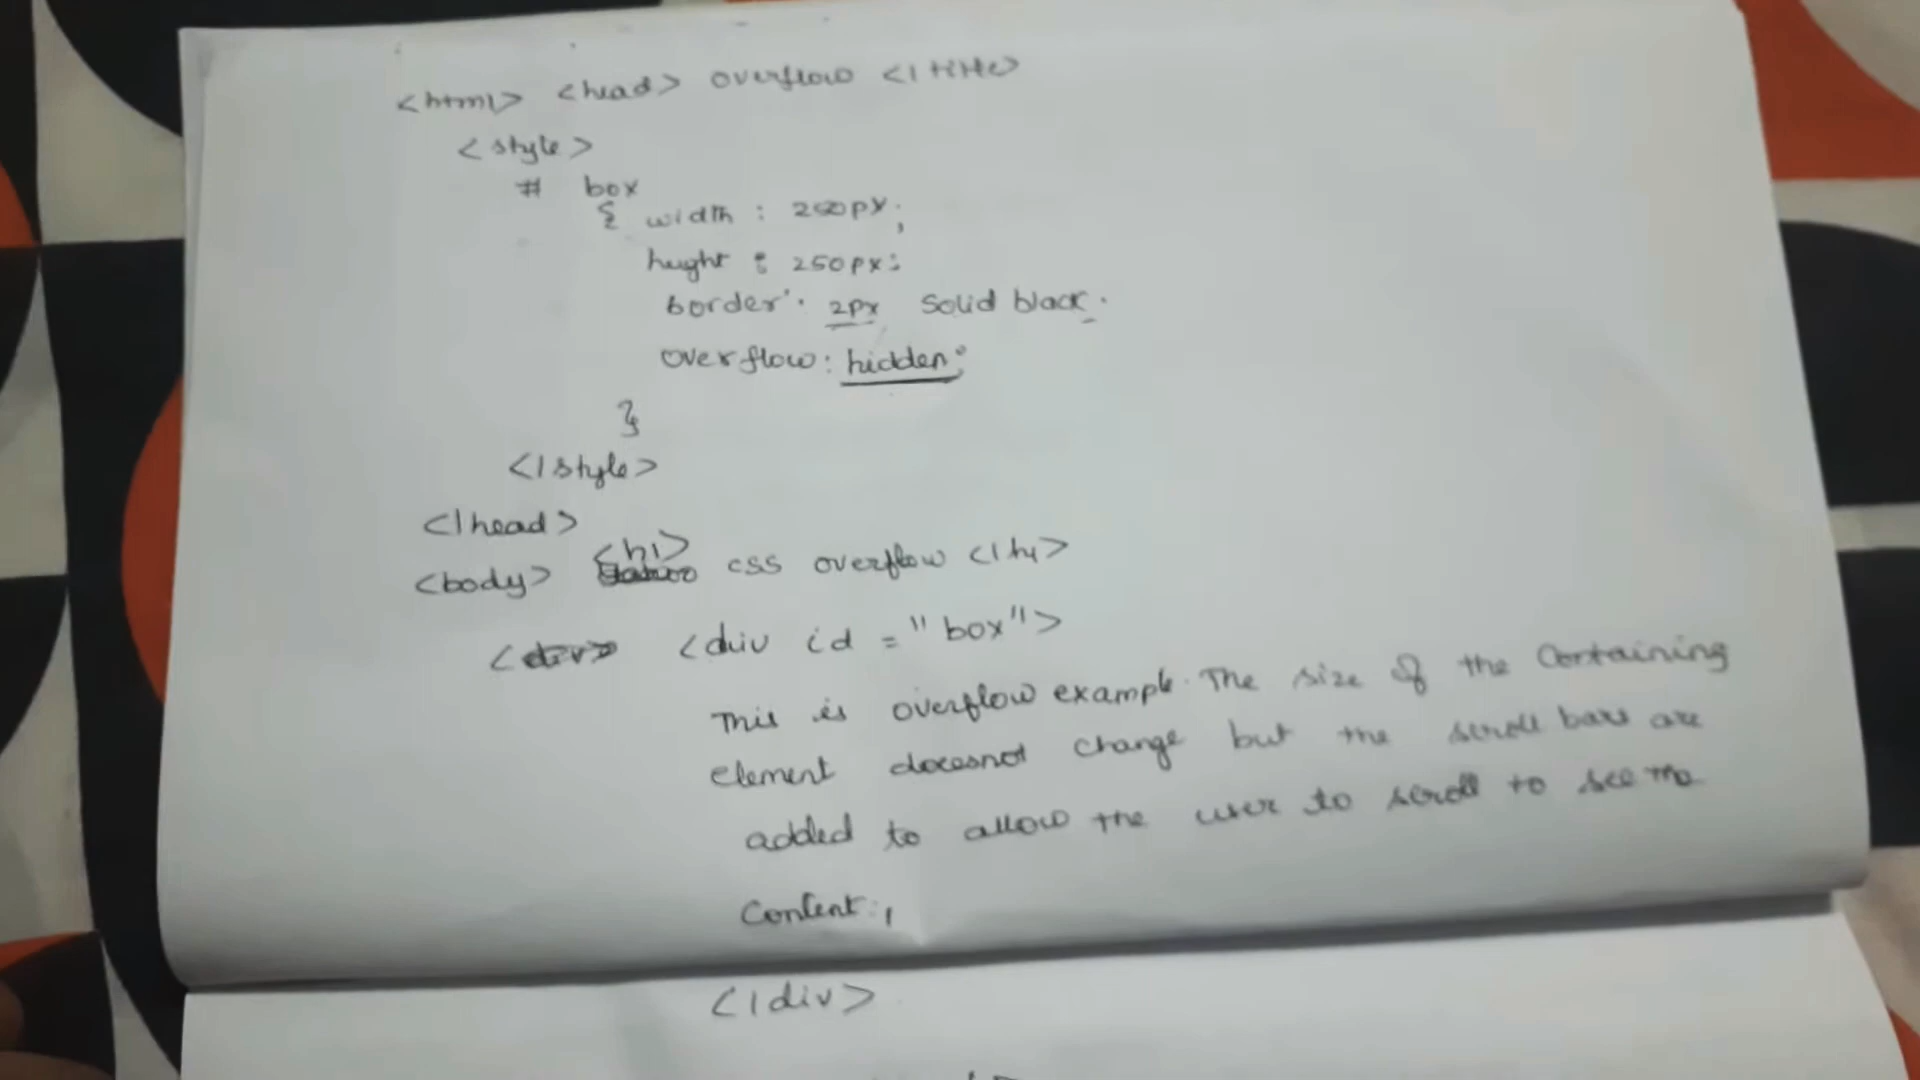 <html> <head> overflow </title>
<style>
# box
{ width : 250px;
height : 250px;
border : 2px solid black.
overflow : hidden;
}
</style>
</head>
<body> <h1> css overflow </h1>
<div id = "box">
This is overflow example. The size of the Containing
element doesnot change but the scroll bars are
added to allow the user to scroll to see the
Content;
</div>